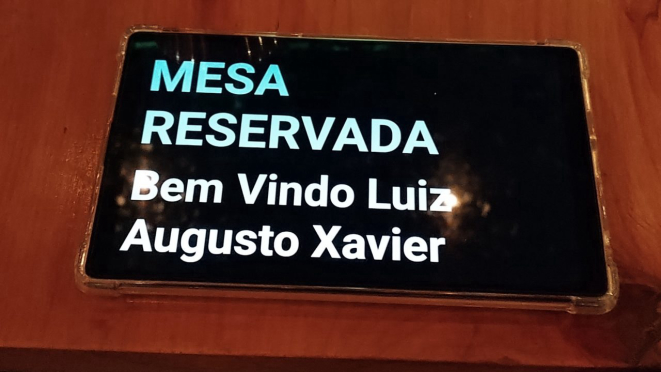 MESA
RESERVADA
Bem Vindo Luiz
Augusto Xavier